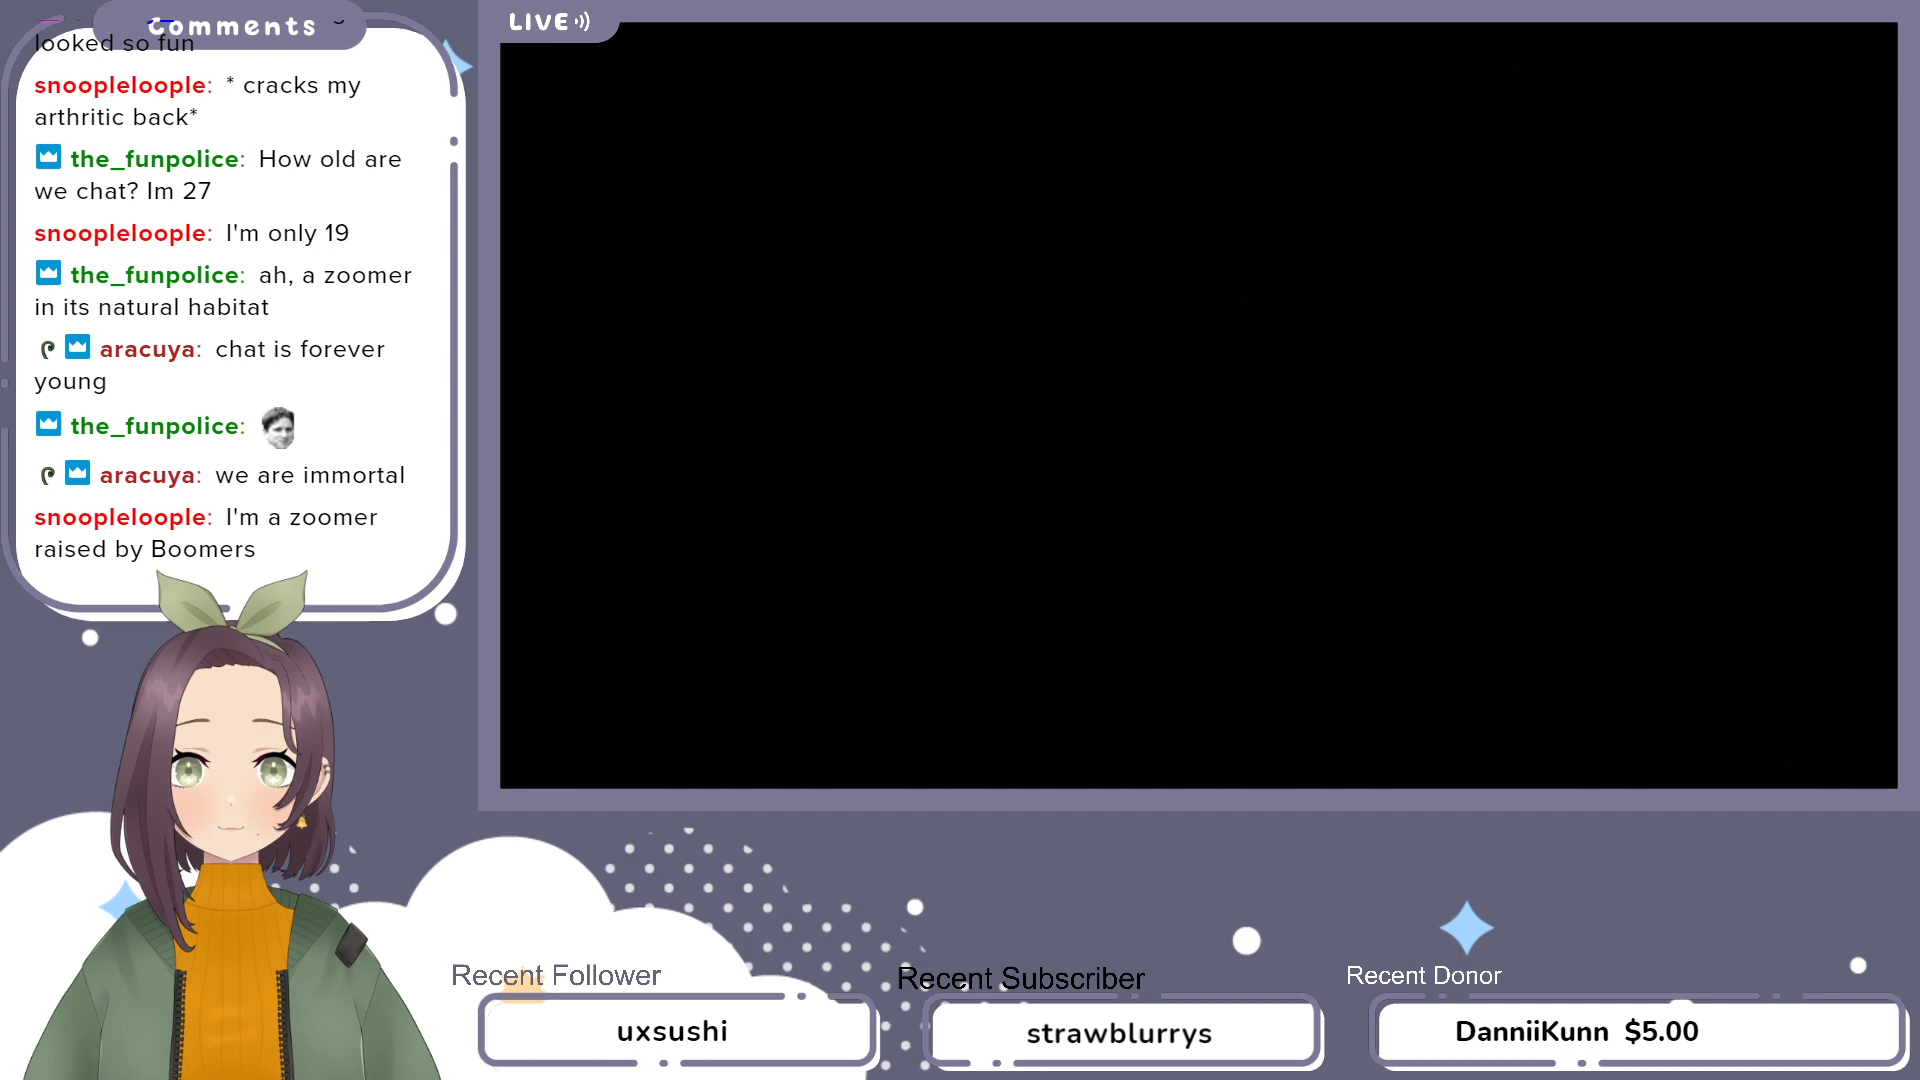 Comments
looked so fun
snoopleloople: * cracks my
arthritic back*
the_funpolice: How old are
we chat? Im 27
snoopleloople: I'm only 19
the_funpolice: ah, a zoomer
in its natural habitat
aracuya: chat is forever
young
the_funpolice:
aracuya: we are immortal
snoopleloople: I'm a zoomer
raised by Boomers
LIVE
Recent Follower
uxsushi
Recent Subscriber
strawblurrys
Recent Donor
DanniiKunn $5.00